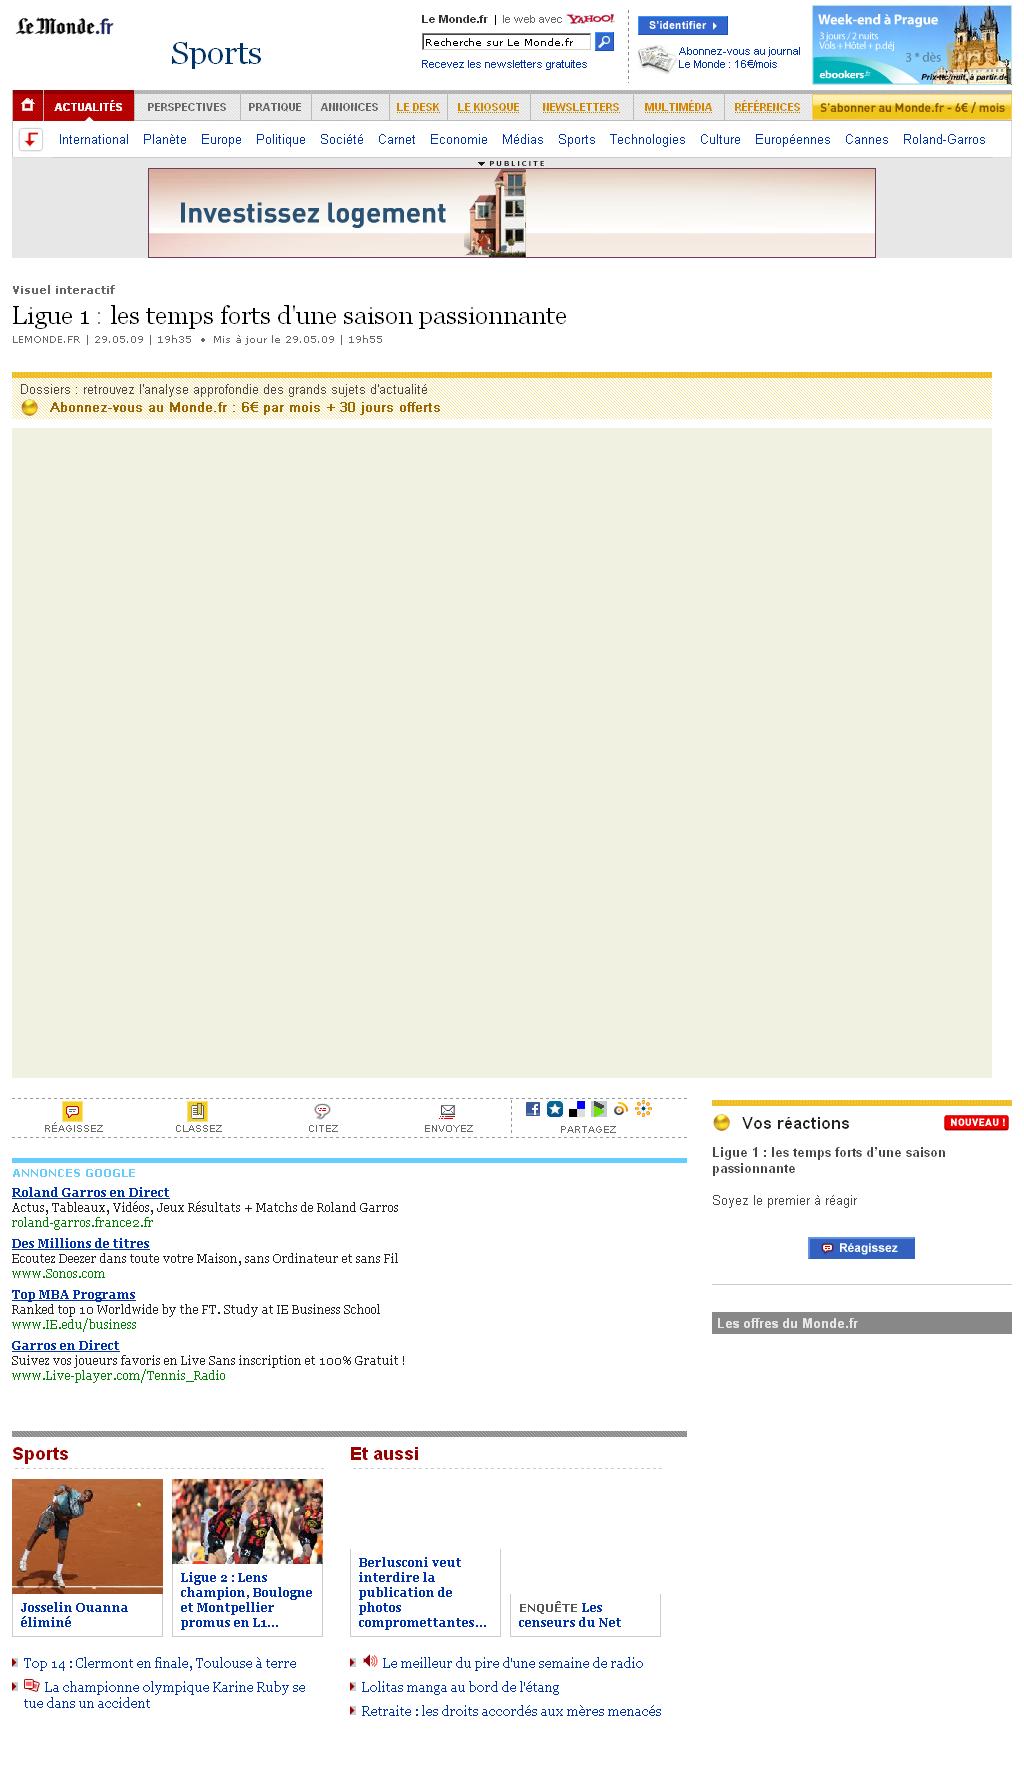 Le Monde.fr
Sports
Le Monde.fr | le web avec YAHOO!
Recherche sur Le Monde.fr
Recevez les newsletters gratuites
S'identifier
Abonnez-vous au journal
Le Monde : 16€/mois
Week-end à Prague
3 jours / 2 nuits
Vols + Hôtel + p.déj
3 * dès
ebookers.fr
Prix ttc/nuit, à partir de
ACTUALITÉS PERSPECTIVES PRATIQUE ANNONCES LE DESK LE KIOSQUE NEWSLETTERS MULTIMÉDIA RÉFÉRENCES S'abonner au Monde.fr - 6€ / mois
International Planète Europe Politique Société Carnet Economie Médias Sports Technologies Culture Européennes Cannes Roland-Garros
PUBLICITE
Investissez logement
Visuel interactif
Ligue 1 : les temps forts d'une saison passionnante
LEMONDE.FR | 29.05.09 | 19h35 • Mis à jour le 29.05.09 | 19h55
Dossiers : retrouvez l'analyse approfondie des grands sujets d'actualité
Abonnez-vous au Monde.fr : 6€ par mois + 30 jours offerts
RÉAGISSEZ CLASSEZ CITEZ ENVOYEZ PARTAGEZ
Vos réactions NOUVEAU !
Ligue 1 : les temps forts d'une saison
passionnante
Soyez le premier à réagir
Réagissez
Les offres du Monde.fr
ANNONCES GOOGLE
Roland Garros en Direct
Actus, Tableaux, Vidéos, Jeux Résultats + Matchs de Roland Garros
roland-garros.france2.fr
Des Millions de titres
Ecoutez Deezer dans toute votre Maison, sans Ordinateur et sans Fil
www.Sonos.com
Top MBA Programs
Ranked top 10 Worldwide by the FT. Study at IE Business School
www.IE.edu/business
Garros en Direct
Suivez vos joueurs favoris en Live Sans inscription et 100% Gratuit !
www.Live-player.com/Tennis_Radio
Sports
Josselin Ouanna
éliminé
Ligue 2 : Lens
champion, Boulogne
et Montpellier
promus en L1...
Top 14 : Clermont en finale, Toulouse à terre
La championne olympique Karine Ruby se
tue dans un accident
Et aussi
Berlusconi veut
interdire la
publication de
photos
compromettantes...
ENQUÊTE Les
censeurs du Net
Le meilleur du pire d'une semaine de radio
Lolitas manga au bord de l'étang
Retraite : les droits accordés aux mères menacés